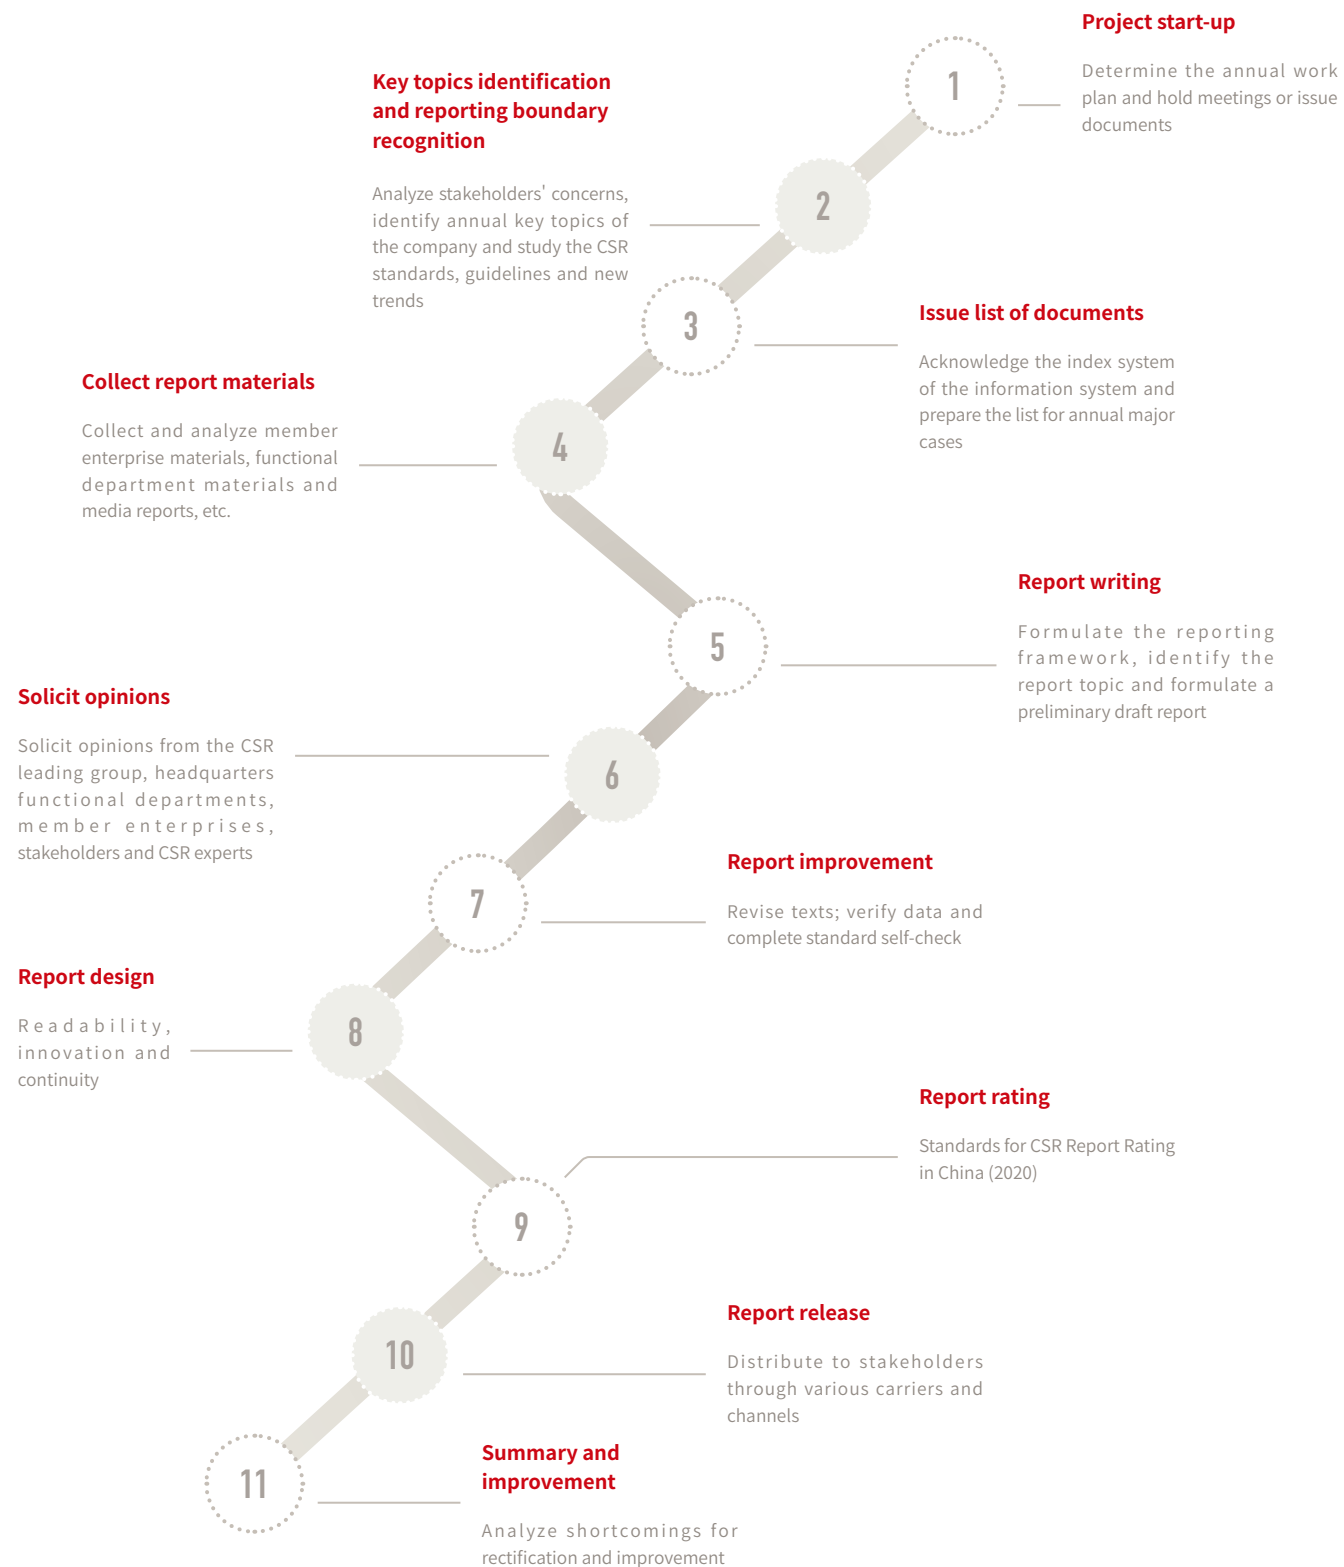 1
Project start-up
Determine the annual work
plan and hold meetings or issue
documents
2
Key topics identification
and reporting boundary
recognition
Analyze stakeholders' concerns,
identify annual key topics of
the company and study the CSR
standards, guidelines and new
trends
3
Issue list of documents
Acknowledge the index system
of the information system and
prepare the list for annual major
cases
4
Collect report materials
Collect and analyze member
enterprise materials, functional
department materials and
media reports, etc.
5
Report writing
Formulate the reporting
framework, identify the
report topic and formulate a
preliminary draft report
6
Solicit opinions
Solicit opinions from the CSR
leading group, headquarters
functional departments,
member enterprises,
stakeholders and CSR experts
7
Report improvement
Revise texts; verify data and
complete standard self-check
8
Report design
Readability,
innovation and
continuity
9
Report rating
Standards for CSR Report Rating
in China (2020)
10
Report release
Distribute to stakeholders
through various carriers and
channels
11
Summary and
improvement
Analyze shortcomings for
rectification and improvement